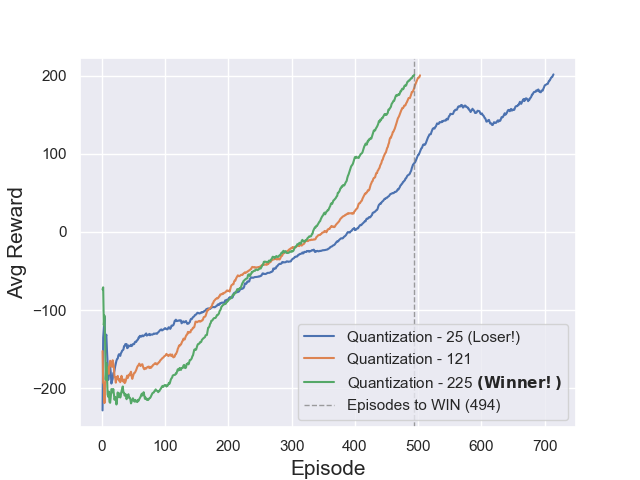 200
100
0
−100
−200
Avg Reward
Quantization - 25 (Loser!)
Quantization - 121
Quantization - 225 (Winner! )
Episodes to WIN (494)
0 100 200 300 400 500 600 700
Episode